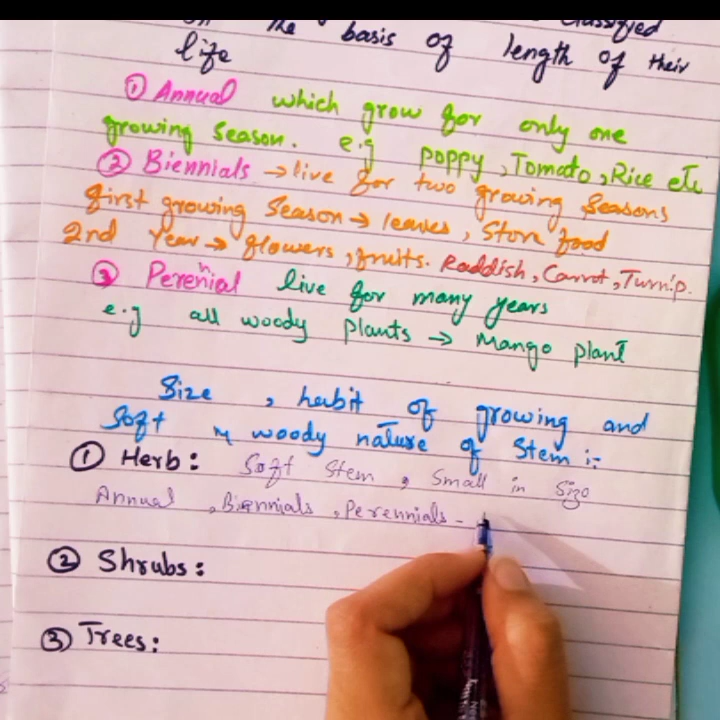 the basis of length of their
life
① Annual which grow for only one
growing season. e.g poppy, Tomato, Rice etc
② Biennials → live for two growing seasons
first growing season → leaves, Store food
2nd Year → flowers, fruits. Raddish, Carrot, Turnip.
③ Perennial live for many years
e.g all woody plants → Mango plant
Size, habit of growing and
Soft woody nature of stem :-
① Herb: Soft stem, Small in size
Annual, Biennials, Perennials -
② Shrubs:
③ Trees: